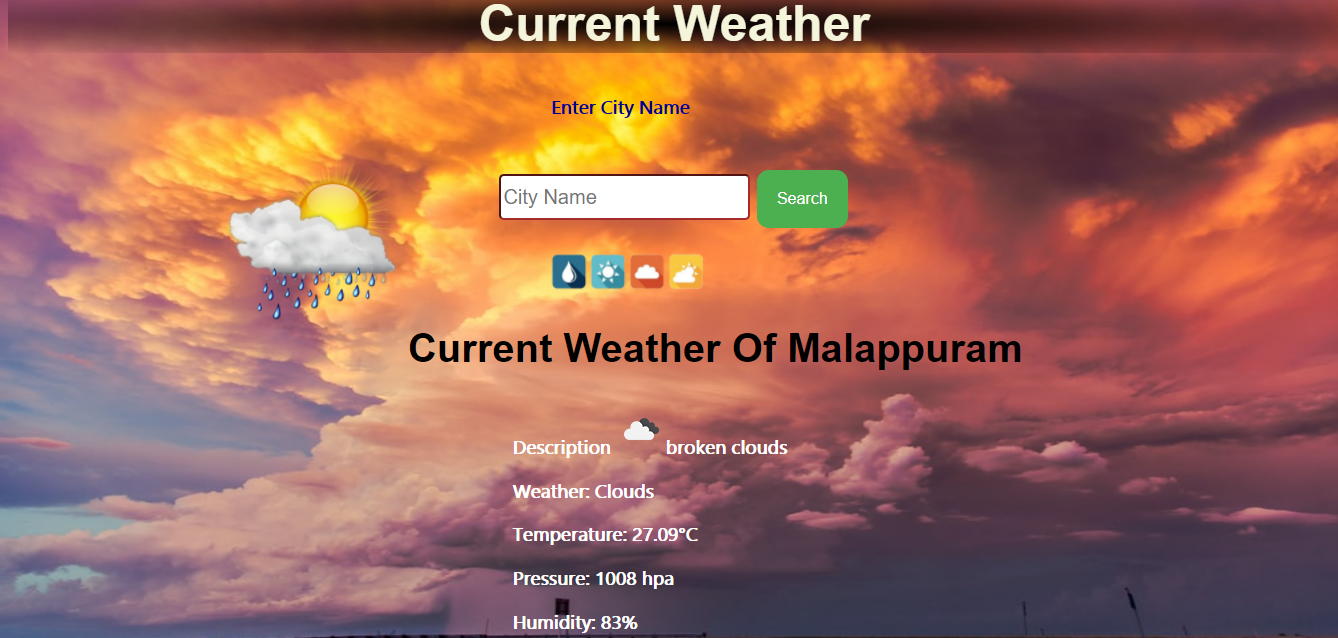 Current Weather
Enter City Name
City Name Search
Current Weather Of Malappuram
Description broken clouds
Weather: Clouds
Temperature: 27.09°C
Pressure: 1008 hpa
Humidity: 83%